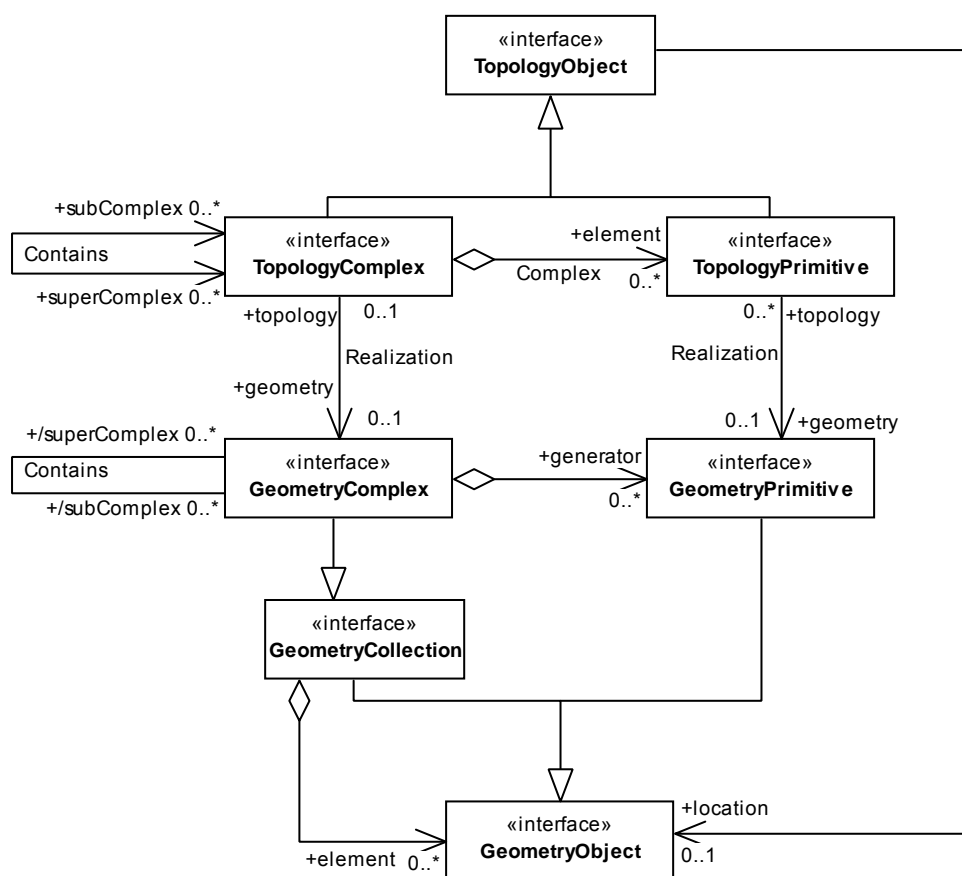 «interface»
TopologyObject
+subComplex 0..*
Contains
+superComplex 0..*
«interface»
TopologyComplex
+element
Complex
0..*
«interface»
TopologyPrimitive
+topology
0..1
Realization
+geometry
0..1
0..*
+topology
Realization
0..1
+geometry
+/superComplex 0..*
Contains
+/subComplex 0..*
«interface»
GeometryComplex
+generator
0..*
«interface»
GeometryPrimitive
«interface»
GeometryCollection
+element
0..*
«interface»
GeometryObject
+location
0..1